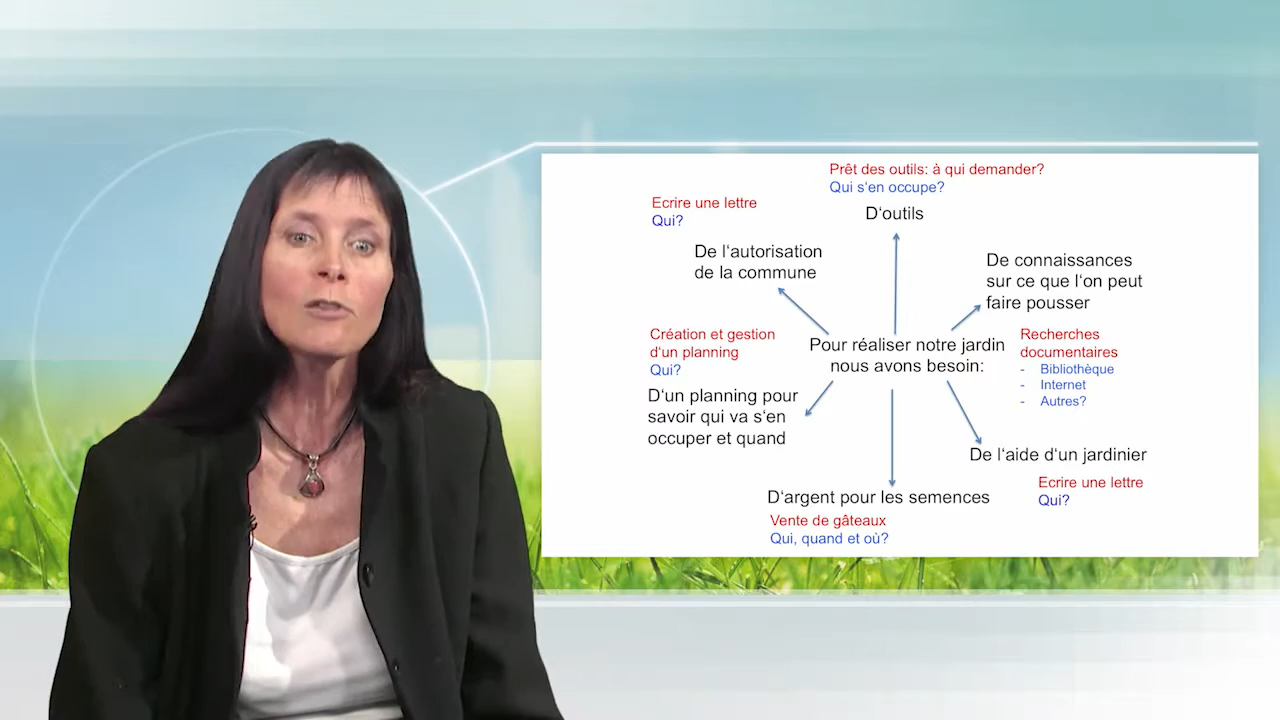 Prêt des outils: à qui demander?
Qui s‘en occupe?
D‘outils
Ecrire une lettre
Qui?
De l‘autorisation
de la commune
De connaissances
sur ce que l‘on peut
faire pousser
Recherches
documentaires
- Bibliothèque
- Internet
- Autres?
Création et gestion
d‘un planning
Qui?
D‘un planning pour
savoir qui va s‘en
occuper et quand
Pour réaliser notre jardin
nous avons besoin:
De l‘aide d‘un jardinier
Ecrire une lettre
Qui?
D‘argent pour les semences
Vente de gâteaux
Qui, quand et où?